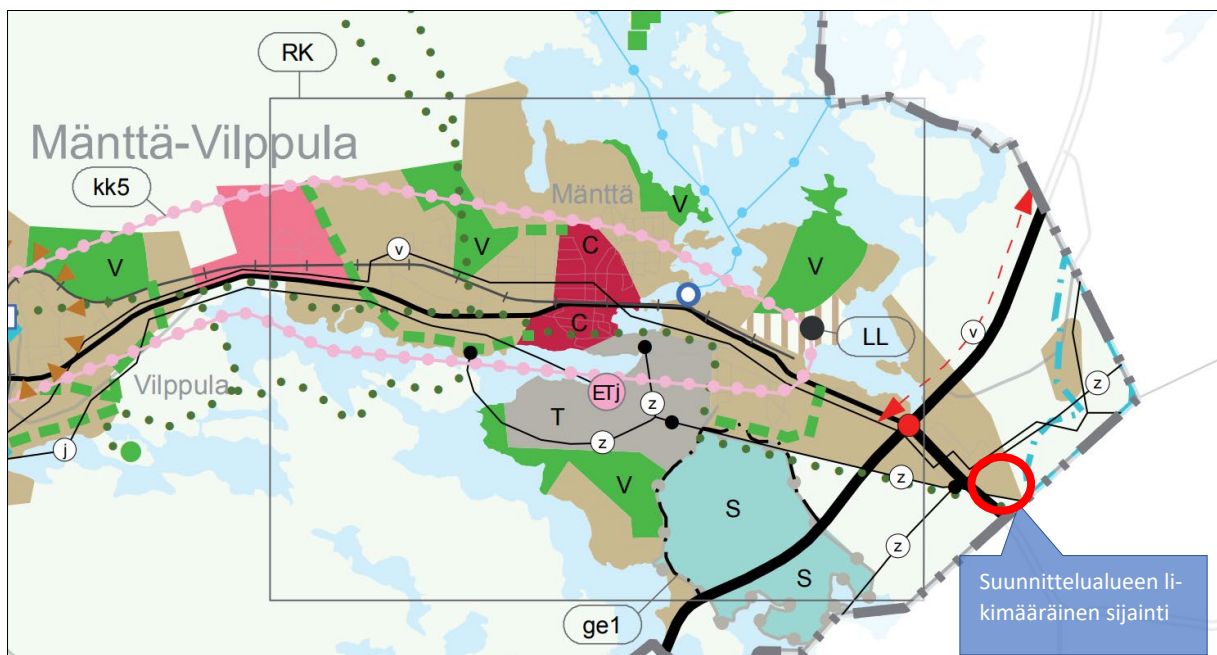 RK
Mänttä-Vilppula
kk5
Mänttä
V
V
V
V
v
C
C
LL
v
Vilppula
ETj
z
z
T
z
j
z
V
S
z
S
ge1
Suunnittelualueen li-
kimääräinen sijainti